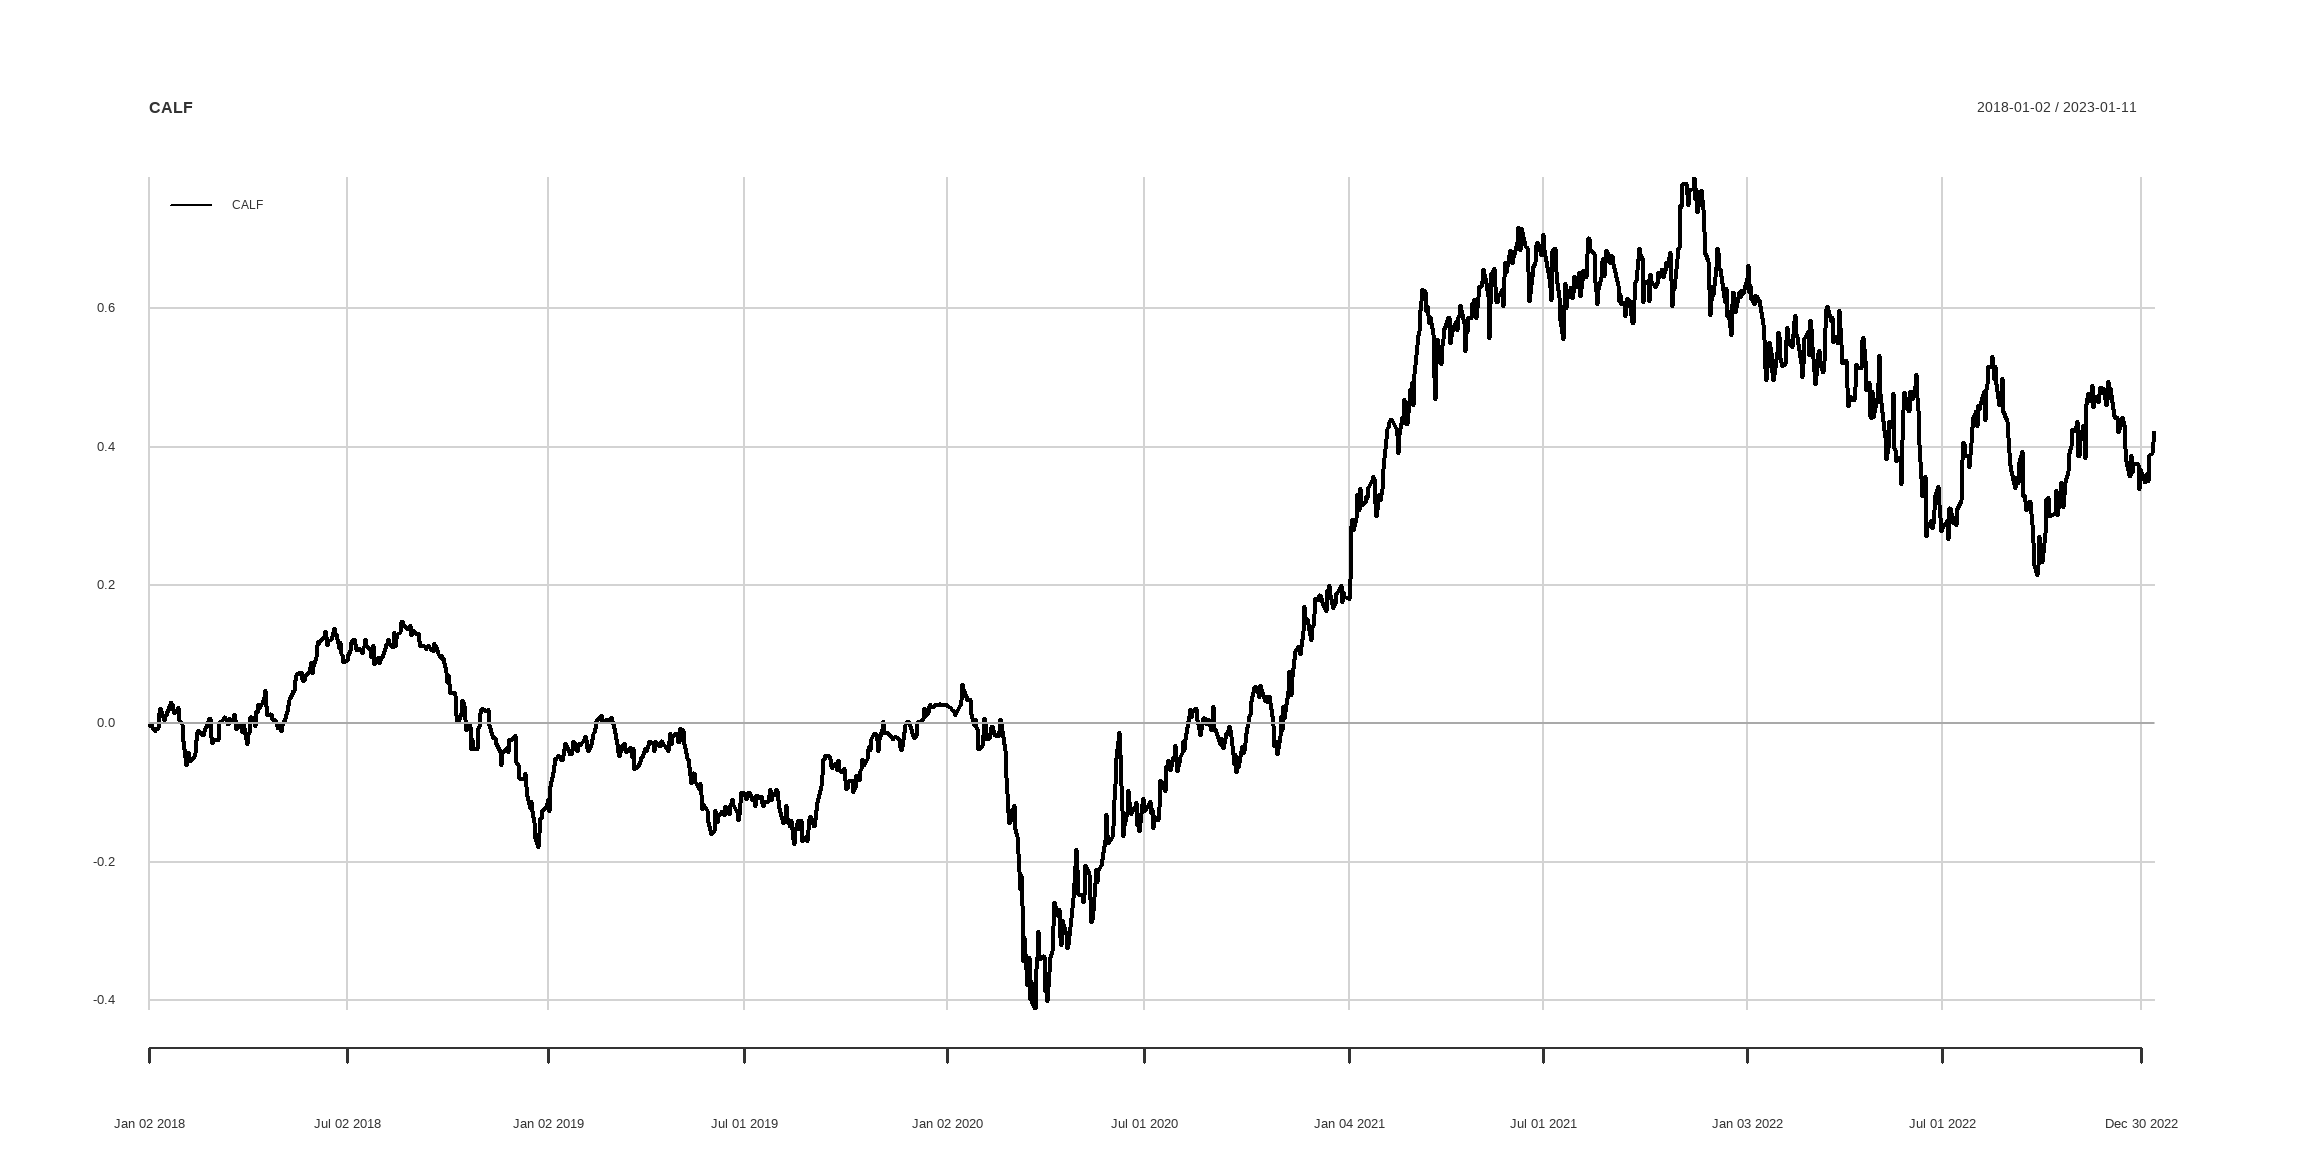 CALF
2018-01-02 / 2023-01-11
CALF
0.6
0.4
0.2
0.0
-0.2
-0.4
Jan 02 2018
Jul 02 2018
Jan 02 2019
Jul 01 2019
Jan 02 2020
Jul 01 2020
Jan 04 2021
Jul 01 2021
Jan 03 2022
Jul 01 2022
Dec 30 2022